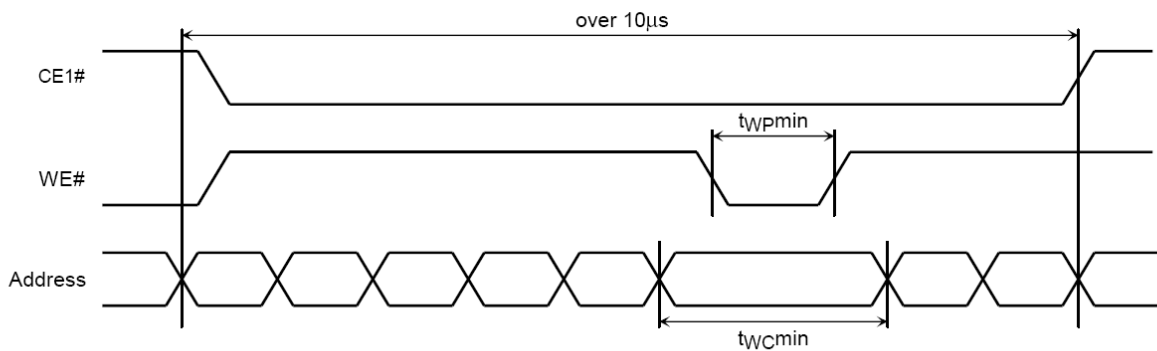 over 10μs
CE1#
tWPmin
WE#
Address
tWCmin